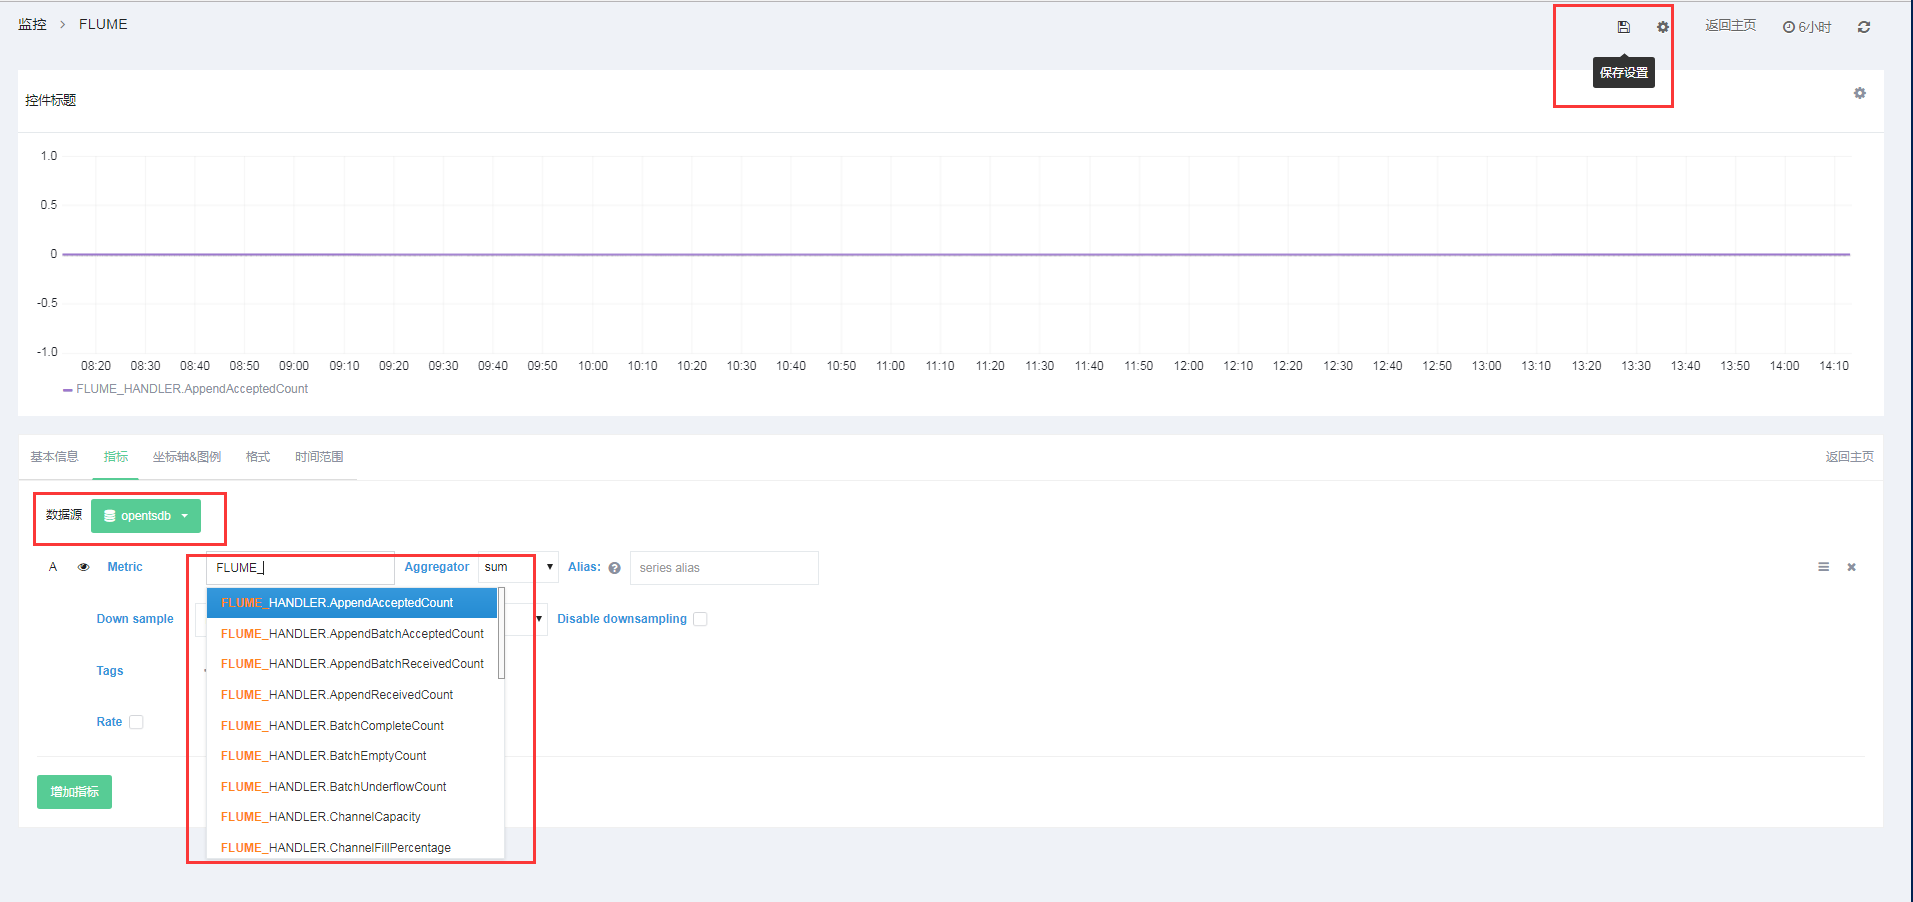 监控 > FLUME
返回主页 6小时
保存设置
控件标题
1.0
0.5
0
-0.5
-1.0
08:20 08:30 08:40 08:50 09:00 09:10 09:20 09:30 09:40 09:50 10:00 10:10 10:20 10:30 10:40 10:50 11:00 11:10 11:20 11:30 11:40 11:50 12:00 12:10 12:20 12:30 12:40 12:50 13:00 13:10 13:20 13:30 13:40 13:50 14:00 14:10
FLUME_HANDLER.AppendAcceptedCount
基本信息 指标 坐标轴&图例 格式 时间范围 返回主页
数据源 opentsdb
A Metric FLUME_ Aggregator sum Alias: series alias
FLUME_HANDLER.AppendAcceptedCount
Down sample Disable downsampling
FLUME_HANDLER.AppendBatchAcceptedCount
FLUME_HANDLER.AppendBatchReceivedCount
Tags
FLUME_HANDLER.AppendReceivedCount
Rate
FLUME_HANDLER.BatchCompleteCount
FLUME_HANDLER.BatchEmptyCount
FLUME_HANDLER.BatchUnderflowCount
增加指标
FLUME_HANDLER.ChannelCapacity
FLUME_HANDLER.ChannelFillPercentage